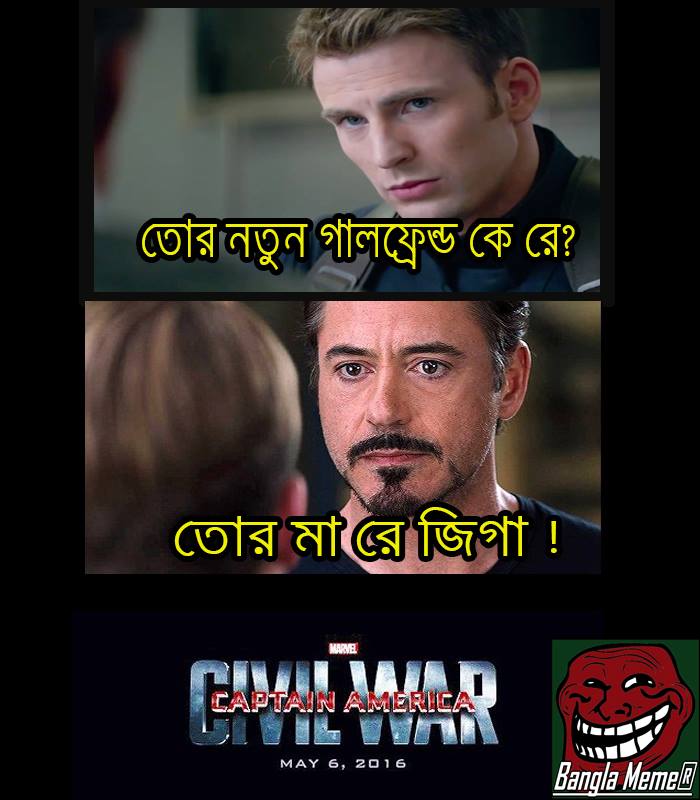 তোর নতুন গালফ্রেন্ড কে রে?
তোর মা রে জিগা !
MARVEL
CIVIL WAR
CAPTAIN AMERICA
MAY 6, 2016
Bangla Meme®